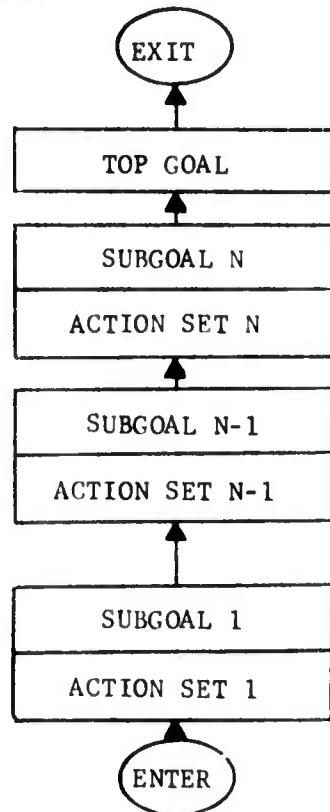 EXIT
TOP GOAL
SUBGOAL N
ACTION SET N
SUBGOAL N-1
ACTION SET N-1
SUBGOAL 1
ACTION SET 1
ENTER